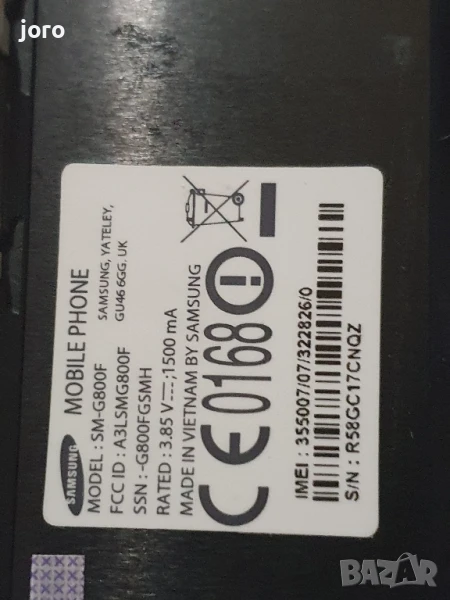 joro
SAMSUNG
MOBILE PHONE
SAMSUNG, YATELEY,
GU46 6GG, UK
MODEL : SM-G800F
FCC ID : A3LSMG800F
SSN : -G800FGSMH
RATED : 3.85 V ; 1500 mA
MADE IN VIETNAM BY SAMSUNG
CE0168
IMEI : 355007/07/322826/0
S/N : R58GC17CNQZ
BAZAR